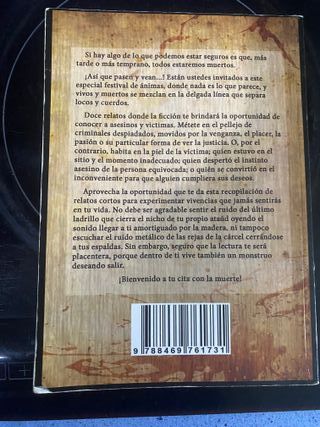 Si hay algo de lo que podemos estar seguros es que, más
tarde o más temprano, todos estaremos muertos.
¡Así que pasen y vean...! Están ustedes invitados a este
especial festival de ánimas, donde nada es lo que parece, y
vivos y muertos se mezclan en la delgada línea que separa
locos y cuerdos.
Doce relatos donde la ficción te brindará la oportunidad de
conocer a asesinos y víctimas. Métete en el pellejo de
criminales despiadados, movidos por la venganza, el placer, la
pasión o su particular forma de ver la justicia. O, por el
contrario, habita en la piel de la víctima; quien estuvo en el
sitio y el momento inadecuado; quien despertó el instinto
asesino de la persona equivocada; o quién se convirtió en el
inconveniente para que alguien cumpliera sus deseos.
Aprovecha la oportunidad que te da esta recopilación de
relatos cortos para experimentar vivencias que jamás sentirás
en tu vida. No debe ser agradable sentir el ruido del último
ladrillo que cierra el nicho de tu propio ataúd oyendo el
sonido llegar a ti amortiguado por la madera, ni tampoco
escuchar el ruido metálico de las rejas de la cárcel cerrándose
a tus espaldas. Sin embargo, seguro que la lectura te será
placentera, porque dentro de ti vive también un monstruo
deseando salir.
¡Bienvenido a tu cita con la muerte!
9 788469 761731